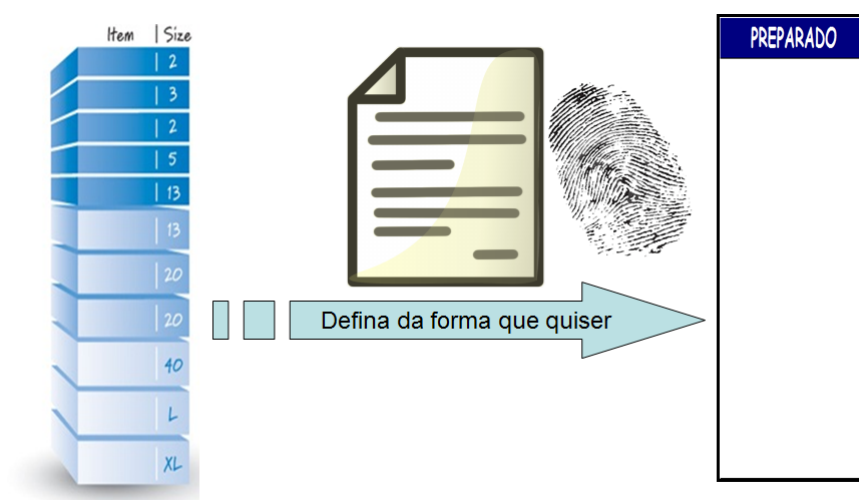 Item | Size
2
3
2
5
13
13
20
20
40
L
XL
Defina da forma que quiser
PREPARADO